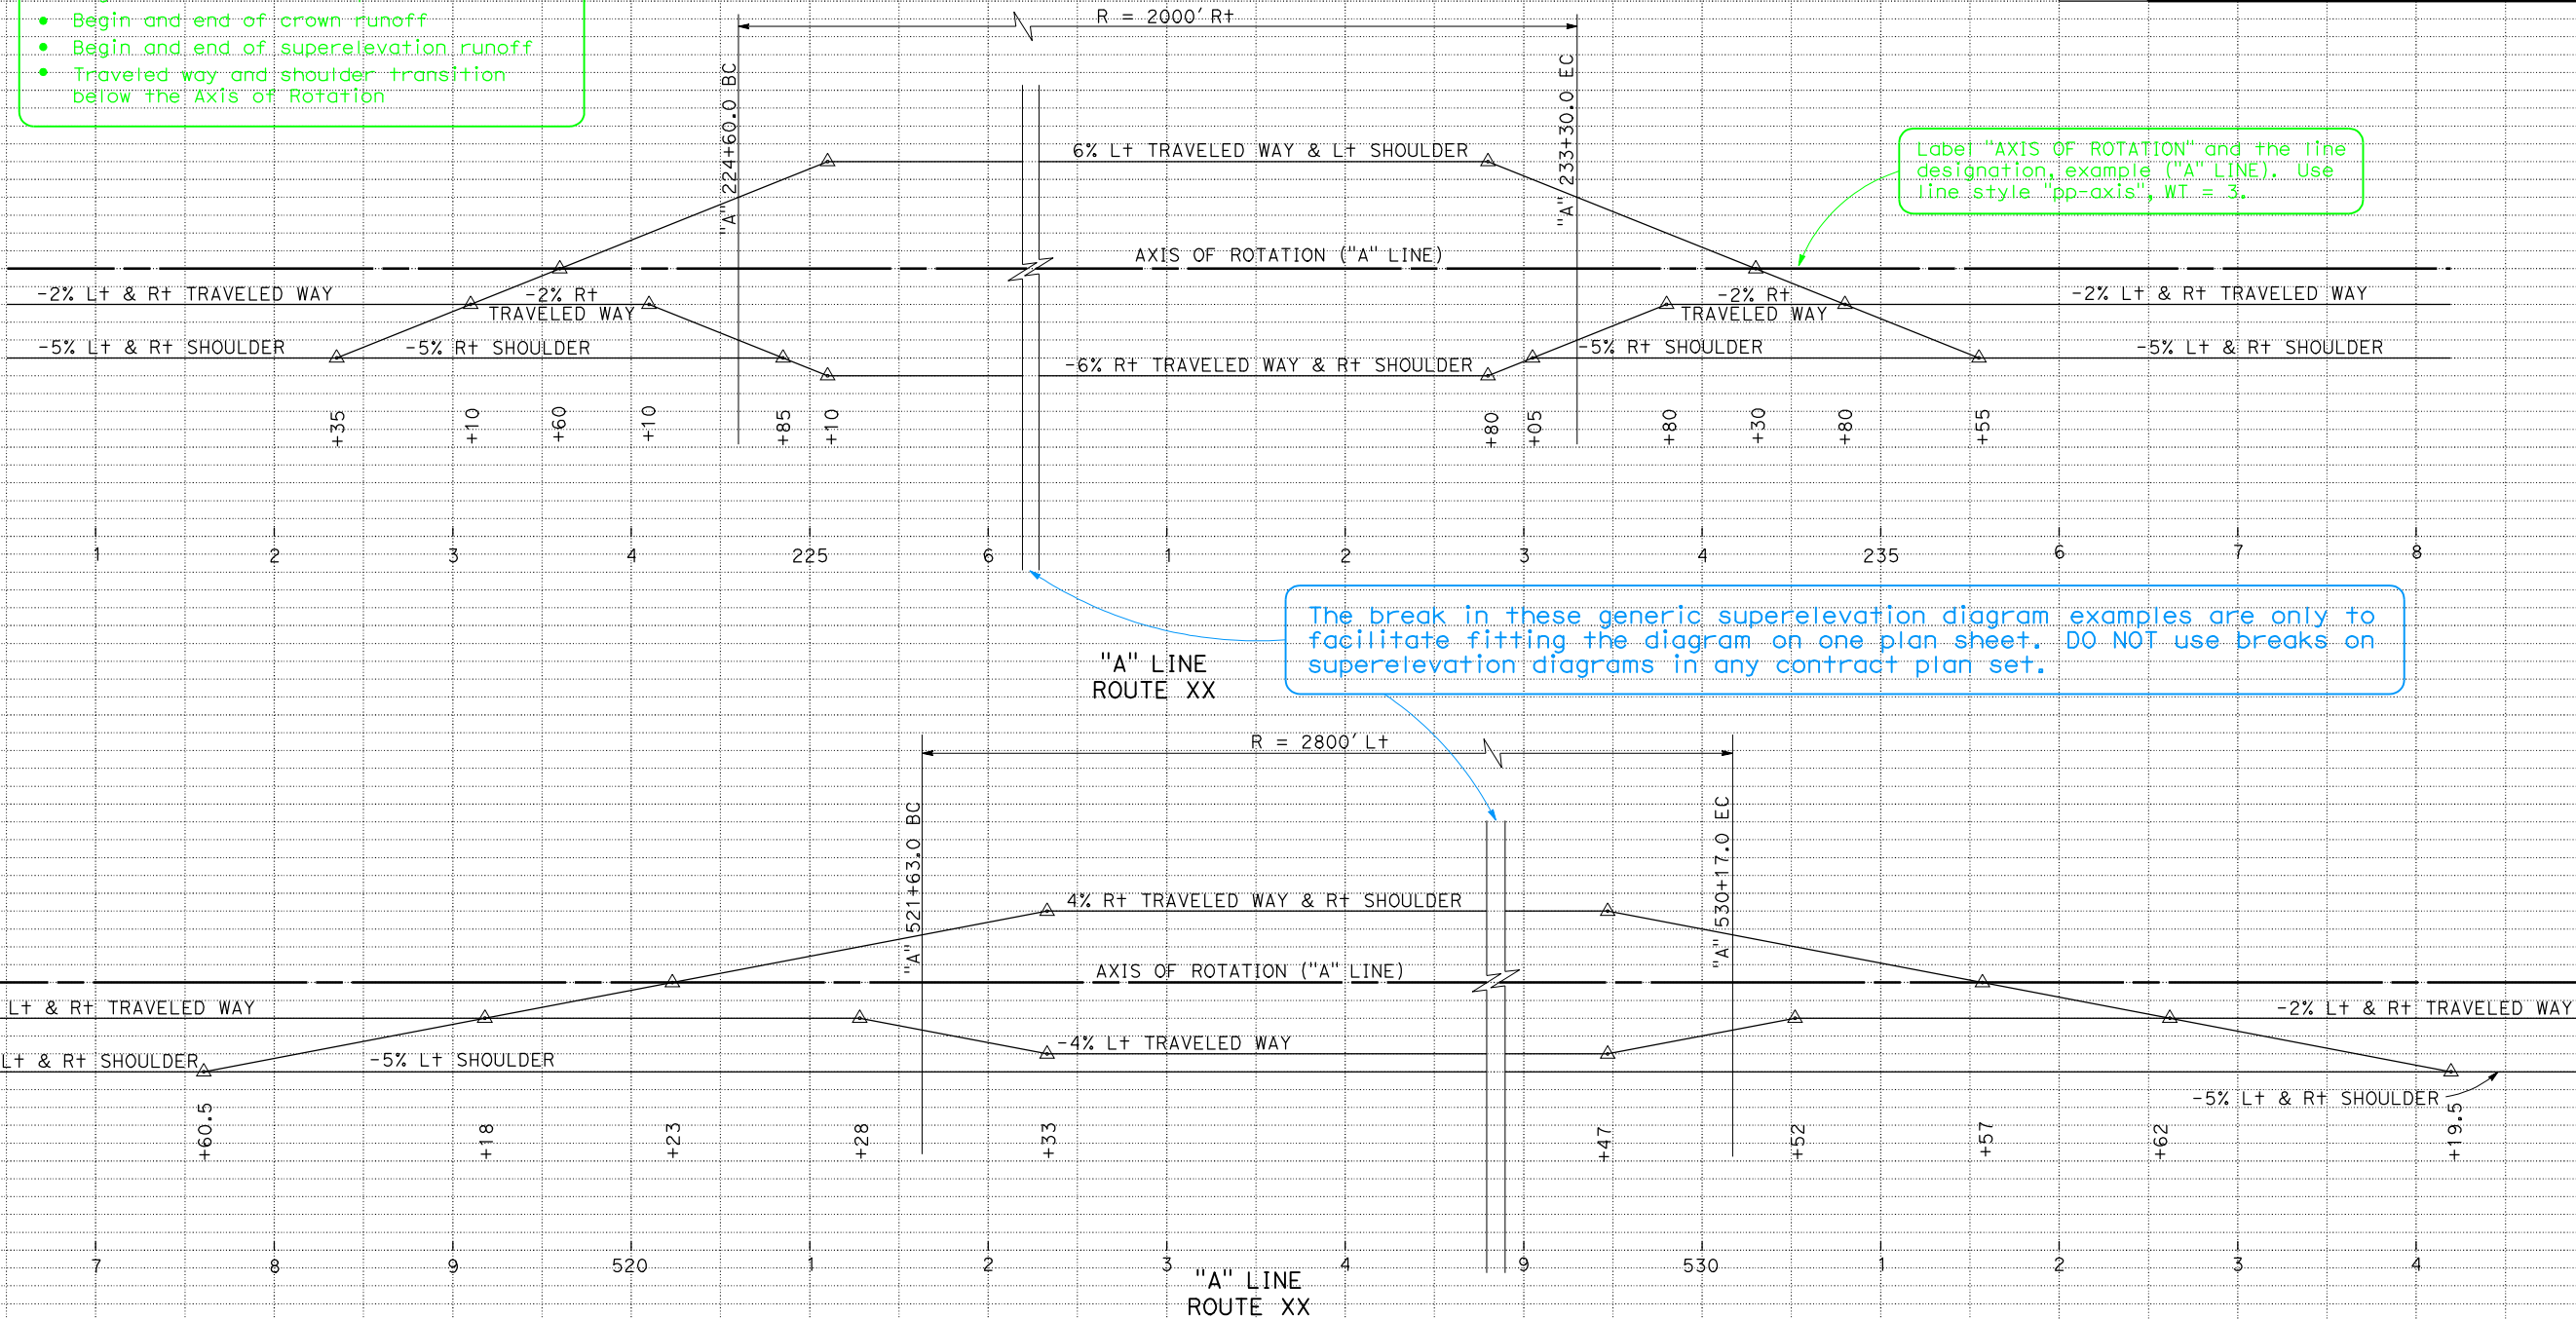 • Begin and end of crown runoff
• Begin and end of superelevation runoff
• Traveled way and shoulder transition
below the Axis of Rotation
R = 2000' Rt
"A" 224+60.0 BC
"A" 233+30.0 EC
6% Lt TRAVELED WAY & Lt SHOULDER
Label "AXIS OF ROTATION" and the line
designation, example ("A" LINE). Use
line style "pp-axis", WT = 3.
AXIS OF ROTATION ("A" LINE)
-2% Lt & Rt TRAVELED WAY
-2% Rt
TRAVELED WAY
-2% Rt
TRAVELED WAY
-2% Lt & Rt TRAVELED WAY
-5% Lt & Rt SHOULDER
-5% Rt SHOULDER
-6% Rt TRAVELED WAY & Rt SHOULDER
-5% Rt SHOULDER
-5% Lt & Rt SHOULDER
+35
+10
+60
+10
+85
+10
+80
+05
+80
+30
+80
+55
1 2 3 4 225 6 1 2 3 4 235 6 7 8
The break in these generic superelevation diagram examples are only to
facilitate fitting the diagram on one plan sheet. DO NOT use breaks on
superelevation diagrams in any contract plan set.
"A" LINE
ROUTE XX
R = 2800' Lt
"A" 521+63.0 BC
"A" 530+17.0 EC
4% Rt TRAVELED WAY & Rt SHOULDER
AXIS OF ROTATION ("A" LINE)
Lt & Rt TRAVELED WAY
-2% Lt & Rt TRAVELED WAY
-4% Lt TRAVELED WAY
Lt & Rt SHOULDER
-5% Lt SHOULDER
-5% Lt & Rt SHOULDER
+60.5
+18
+23
+28
+33
+47
+52
+57
+62
+19.5
7 8 9 520 1 2 3 4 9 530 1 2 3 4
"A" LINE
ROUTE XX